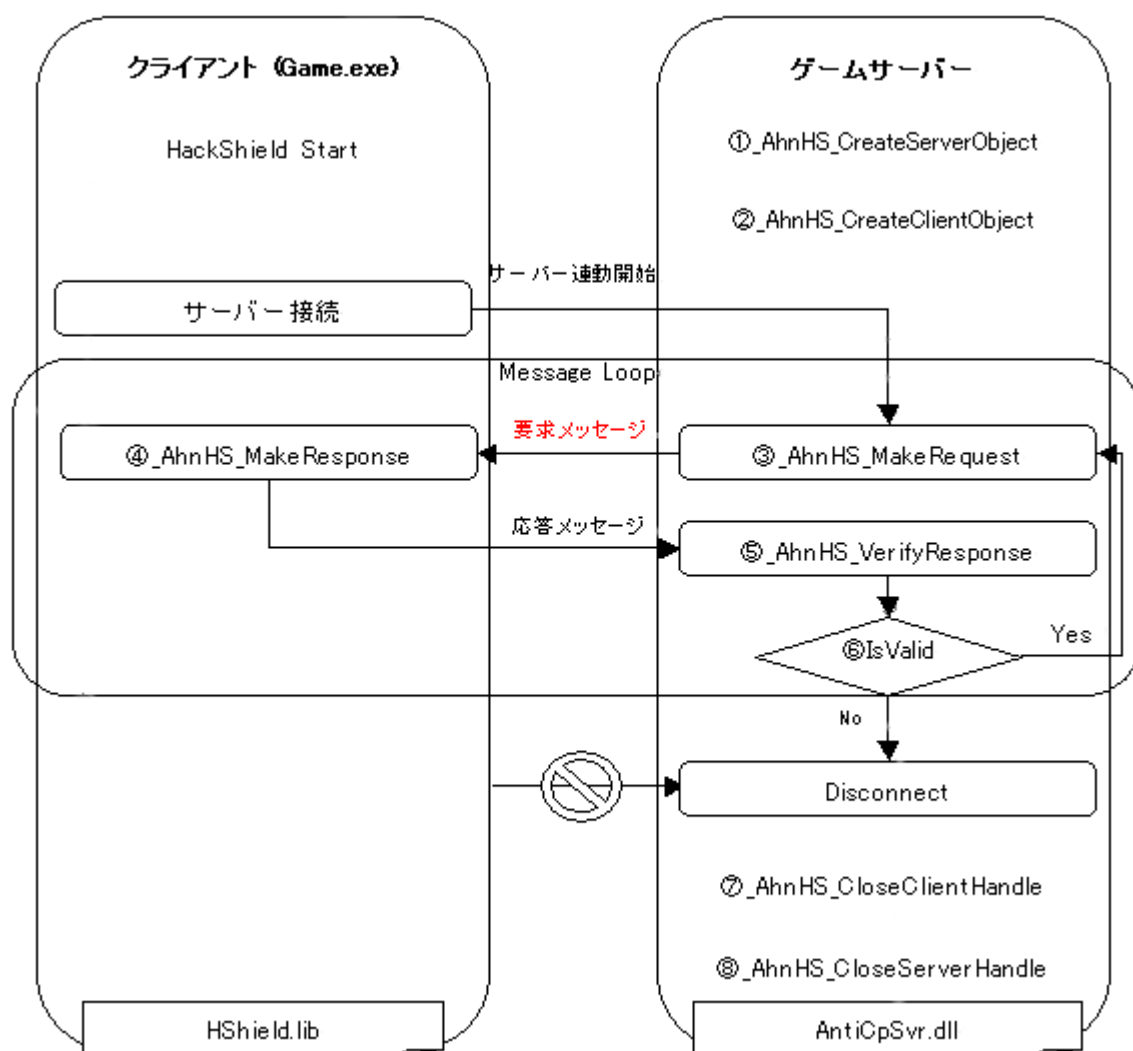 クライアント (Game.exe)
ゲームサーバー
HackShield Start
①_AhnHS_CreateServerObject
②_AhnHS_CreateClientObject
サーバー連動開始
サーバー接続
Message Loop
要求メッセージ
④_AhnHS_MakeResponse
③_AhnHS_MakeRequest
応答メッセージ
⑤_AhnHS_VerifyResponse
⑥IsValid
Yes
No
Disconnect
⑦_AhnHS_CloseClientHandle
⑧_AhnHS_CloseServerHandle
HShield.lib
AntiCpSvr.dll